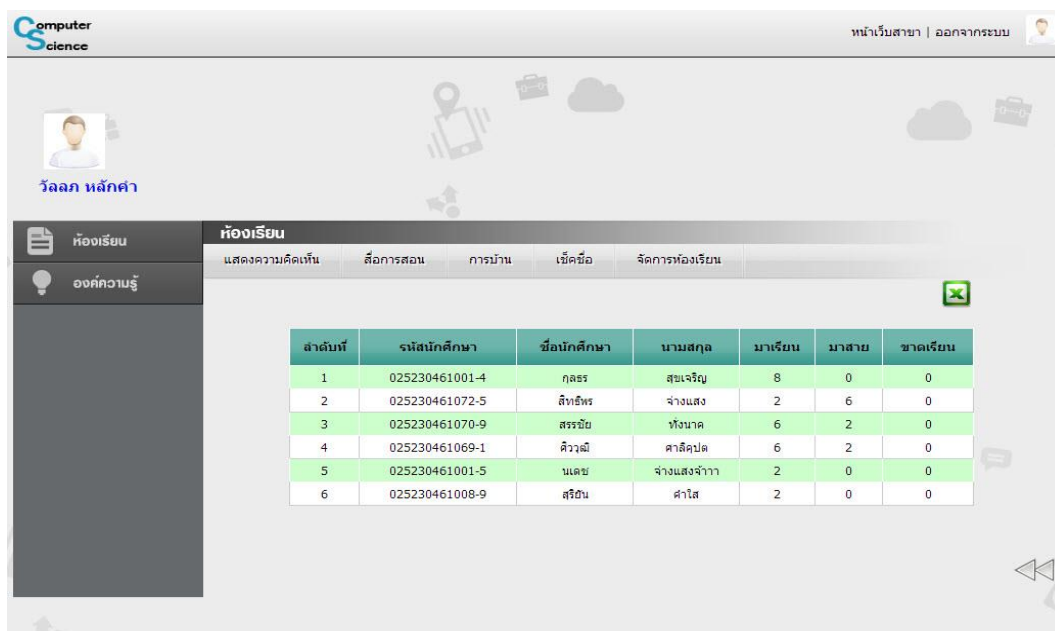 Computer
Science
หน้าเว็บสาขา | ออกจากระบบ
วัลลภ หลักคำ
ห้องเรียน
องค์ความรู้
ห้องเรียน
แสดงความคิดเห็น สื่อการสอน การบ้าน เช็คชื่อ จัดการห้องเรียน
ลำดับที่ รหัสนักศึกษา ชื่อนักศึกษา นามสกุล มาเรียน มาสาย ขาดเรียน
1 025230461001-4 กุลธร สุขเจริญ 8 0 0
2 025230461072-5 สิทธิพร จ่างแสง 2 6 0
3 025230461070-9 สรรชัย ทั่งนาค 6 2 0
4 025230461069-1 ศิวุฒิ 6 2 0
5 025230461001-5 นเดช จ่างแสงจ้าาา 2 0 0
6 025230461008-9 สุริยัน คำใส 2 0 0